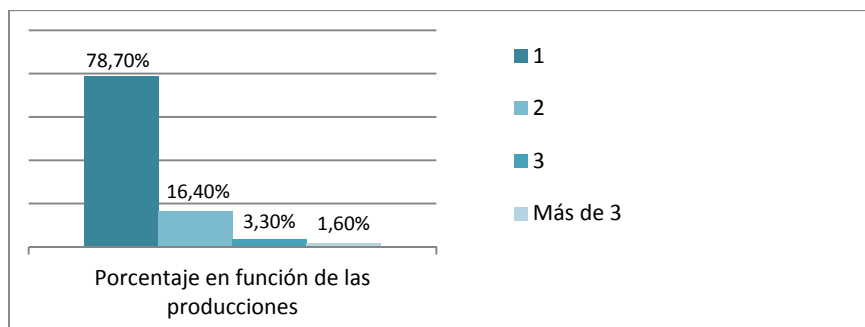 78,70%
16,40%
3,30%
1,60%
Porcentaje en función de las
producciones
1
2
3
Más de 3